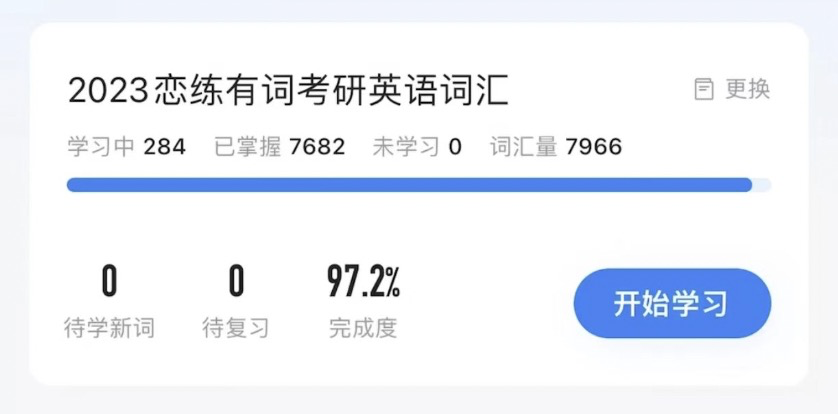 2023恋练有词考研英语词汇 更换
学习中 284 已掌握 7682 未学习 0 词汇量 7966
0 0 97.2%
待学新词 待复习 完成度
开始学习